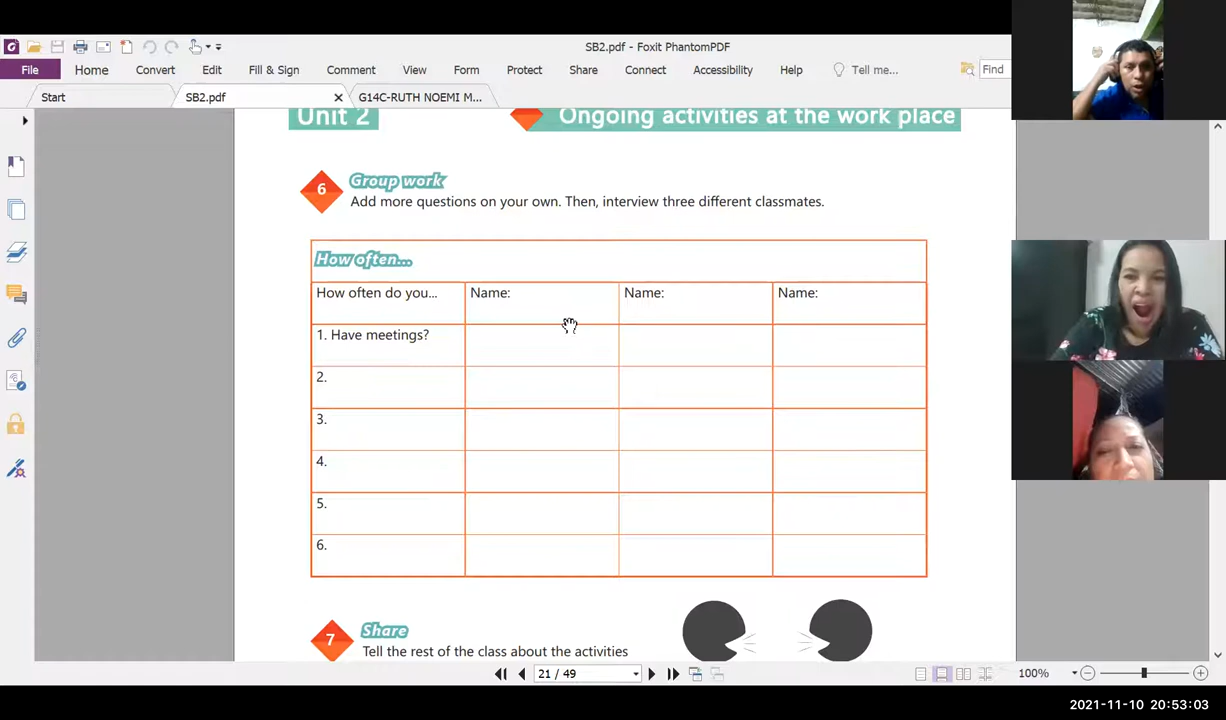 SB2.pdf - Foxit PhantomPDF
File Home Convert Edit Fill & Sign Comment View Form Protect Share Connect Accessibility Help Tell me... Find
Start SB2.pdf G14C-RUTH NOEMI M...
Unit 2 Ongoing activities at the work place
6 Group work
Add more questions on your own. Then, interview three different classmates.
How often...
How often do you... Name: Name: Name:
1. Have meetings?
2.
3.
4.
5.
6.
7 Share
Tell the rest of the class about the activities
21 / 49 100%
2021-11-10 20:53:03